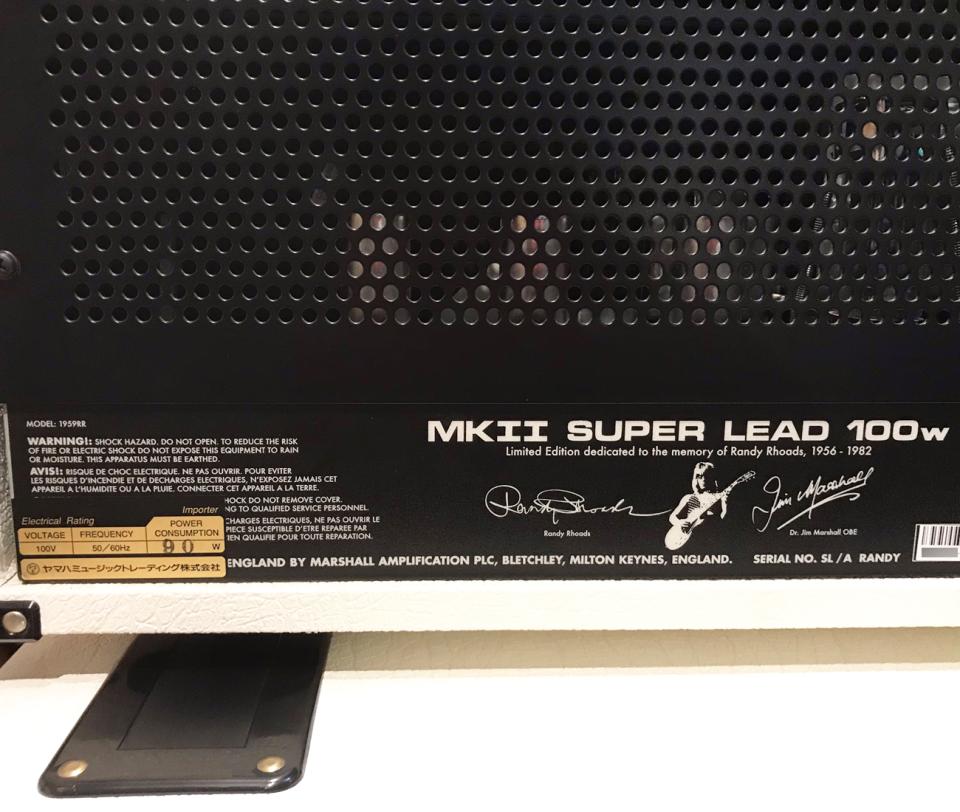 MODEL: 1959RR
WARNING!: SHOCK HAZARD. DO NOT OPEN. TO REDUCE THE RISK
OF FIRE OR ELECTRIC SHOCK DO NOT EXPOSE THIS EQUIPMENT TO RAIN
OR MOISTURE. THIS APPARATUS MUST BE EARTHED.
AVIS!: RISQUE DE CHOC ELECTRIQUE. NE PAS OUVRIR. POUR EVITER
LES RISQUES D'INCENDIE ET DE DECHARGES ELECTRIQUES, N'EXPOSEZ JAMAIS CET
APPAREIL A L'HUMIDITE OU A LA PLUIE. CONNECTER CET APPAREIL A LA TERRE.
HOCK DO NOT REMOVE COVER.
NG TO QUALIFIED SERVICE PERSONNEL.
CHARGES ELECTRIQUES, NE PAS OUVRIR LE
PIECE SUSCEPTIBLE D'ETRE REPAREE PAR
IEN QUALIFIE POUR TOUTE REPARATION.
Importer
Electrical Rating
VOLTAGE FREQUENCY POWER CONSUMPTION
100V 50/60Hz 90 W
ヤマハミュージックトレーディング株式会社
MKII SUPER LEAD 100w
Limited Edition dedicated to the memory of Randy Rhoads, 1956 - 1982
Randy Rhoads
Jim Marshall
Randy Rhoads
Dr. Jim Marshall OBE
ENGLAND BY MARSHALL AMPLIFICATION PLC, BLETCHLEY, MILTON KEYNES, ENGLAND. SERIAL NO. SL/A RANDY